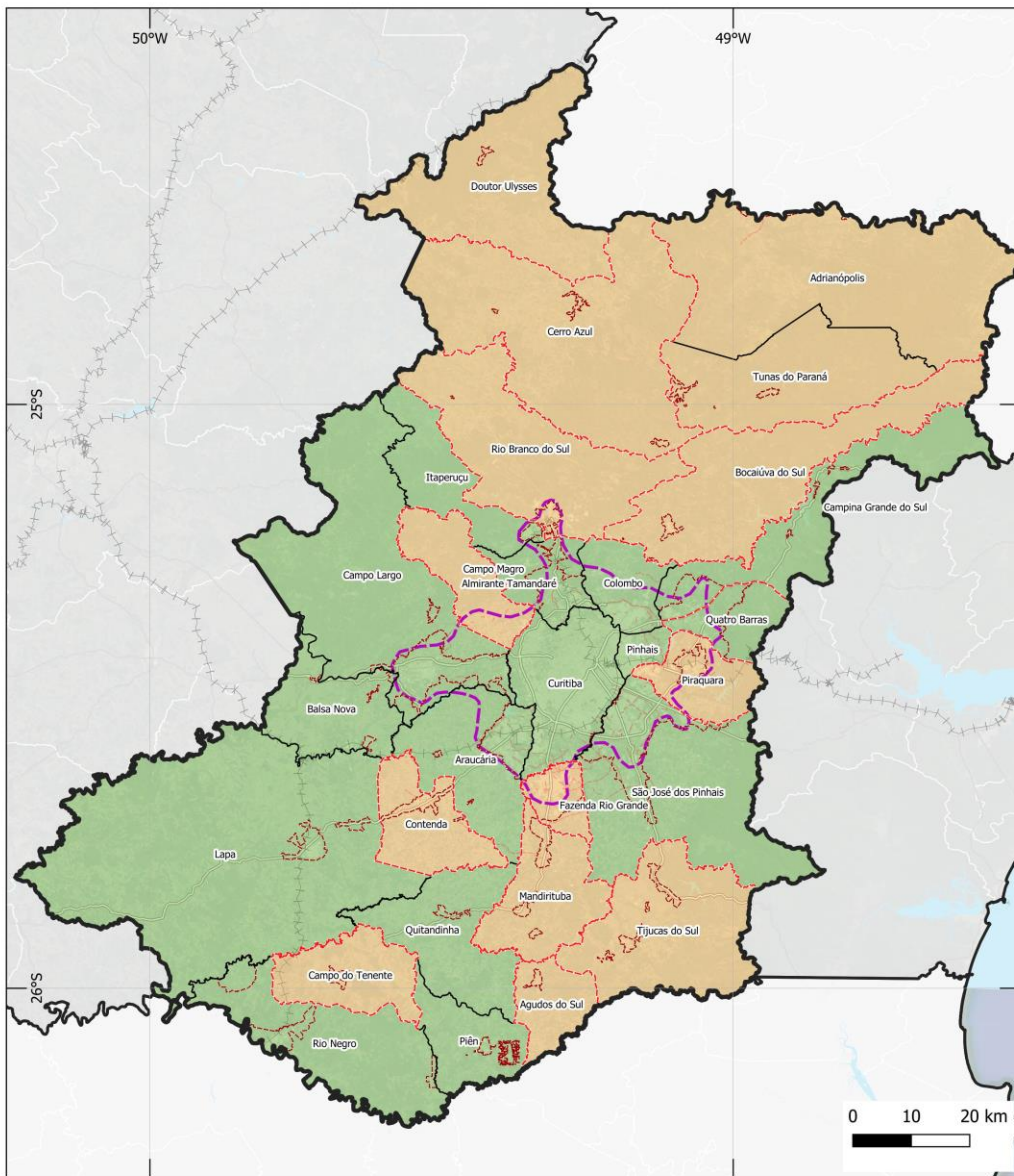 50°W
49°W
Doutor Ulysses
Adrianópolis
Cerro Azul
Tunas do Paraná
25°S
25°S
Rio Branco do Sul
Bocaiúva do Sul
Itaperuçu
Campina Grande do Sul
Campo Magro
Campo Largo
Almirante Tamandaré
Colombo
Quatro Barras
Pinhais
Piraquara
Curitiba
Balsa Nova
Araucária
São José dos Pinhais
Fazenda Rio Grande
Contenda
Lapa
Mandirituba
Quitandinha
Tijucas do Sul
Campo do Tenente
26°S
26°S
Agudos do Sul
Rio Negro
Piên
0 10 20 km